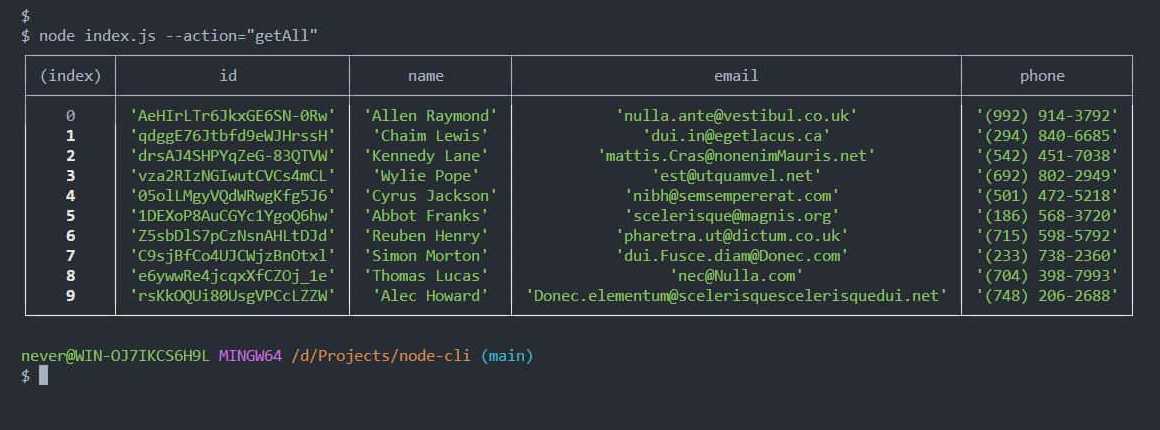 $
$ node index.js --action="getAll"
(index) id name email phone
0 'AeHIrLTr6JkxGE6SN-0Rw' 'Allen Raymond' 'nulla.ante@vestibul.co.uk' '(992) 914-3792'
1 'qdggE76Jtbfd9eWJHrssH' 'Chaim Lewis' 'dui.in@egetlacus.ca' '(294) 840-6685'
2 'drsAJ4SHPYqZeG-83QTVW' 'Kennedy Lane' 'mattis.Cras@nonenimMauris.net' '(542) 451-7038'
3 'vza2RIzNGIwutCVCs4mCL' 'Wylie Pope' 'est@utquamvel.net' '(692) 802-2949'
4 '05olLMgyVQdWRwgKfg5J6' 'Cyrus Jackson' 'nibh@semsempererat.com' '(501) 472-5218'
5 '1DEXoP8AuCGYc1YgoQ6hw' 'Abbot Franks' 'scelerisque@magnis.org' '(186) 568-3720'
6 'Z5sbDlS7pCzNsnAHLtDJd' 'Reuben Henry' 'pharetra.ut@dictum.co.uk' '(715) 598-5792'
7 'C9sjBfCo4UJCWjzBnOtxl' 'Simon Morton' 'dui.Fusce.diam@Donec.com' '(233) 738-2360'
8 'e6ywwRe4jcqxXfCZOj_1e' 'Thomas Lucas' 'nec@Nulla.com' '(704) 398-7993'
9 'rsKkOQUi80UsgVPCcLZZW' 'Alec Howard' 'Donec.elementum@scelerisquescelerisquedui.net' '(748) 206-2688'
never@WIN-OJ7IKCS6H9L MINGW64 /d/Projects/node-cli (main)
$